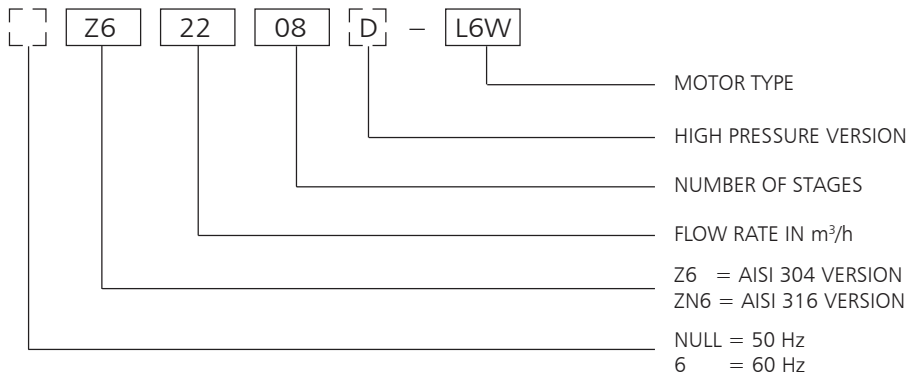 Z6 22 08 D – L6W
MOTOR TYPE
HIGH PRESSURE VERSION
NUMBER OF STAGES
FLOW RATE IN m³/h
Z6 = AISI 304 VERSION
ZN6 = AISI 316 VERSION
NULL = 50 Hz
6 = 60 Hz